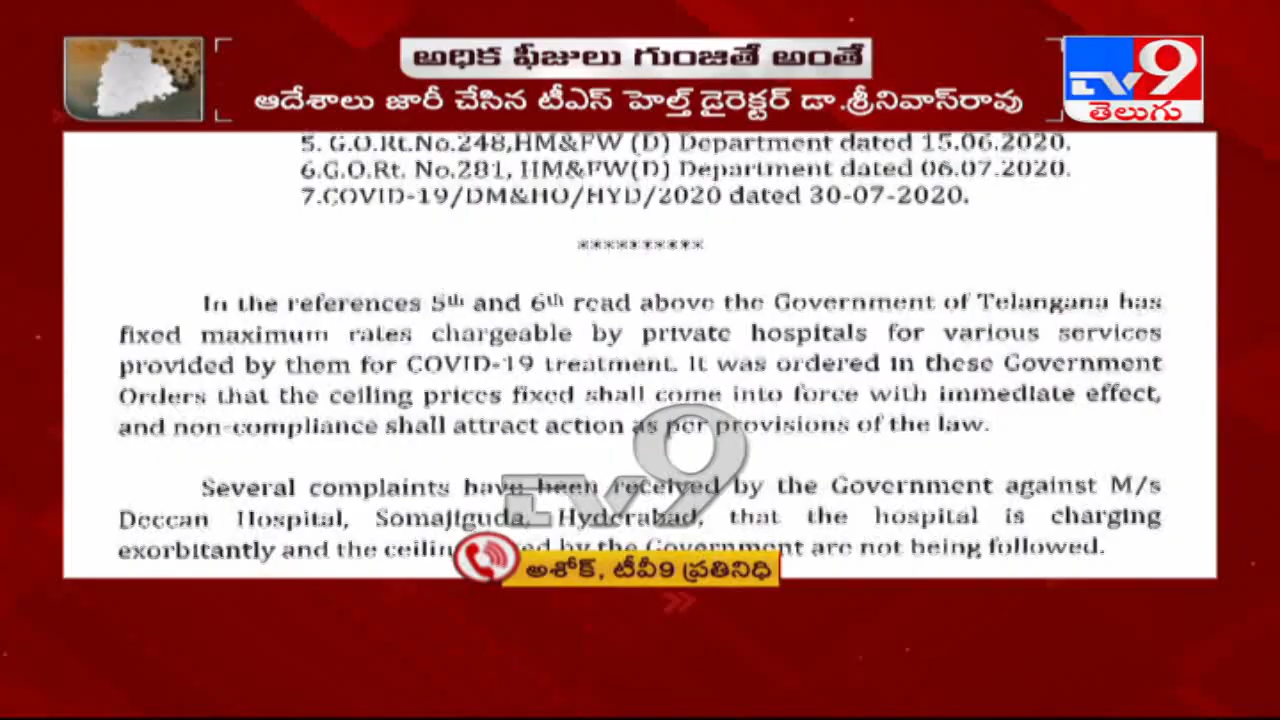 అధిక ఫీజులు గుంజితే అంతే
ఆదేశాలు జారీ చేసిన టీఎస్ హెల్త్ డైరెక్టర్ డా.శ్రీనివాస్‌రావు
TV9
తెలుగు
5. G.O.Rt.No.248,HM&FW (D) Department dated 15.06.2020.
6.G.O.Rt. No.281, HM&FW(D) Department dated 06.07.2020.
7.COVID-19/DM&HO/HYD/2020 dated 30-07-2020.
**********
In the references 5th and 6th read above the Government of Telangana has
fixed maximum rates chargeable by private hospitals for various services
provided by them for COVID-19 treatment. It was ordered in these Government
Orders that the ceiling prices fixed shall come into force with immediate effect,
and non-compliance shall attract action as per provisions of the law.
TV9
Several complaints have been received by the Government against M/s
Deccan Hospital, Somajiguda, Hyderabad, that the hospital is charging
exorbitantly and the by the Government are not being followed.
అశోక్, టీవీ9 ప్రతినిధి